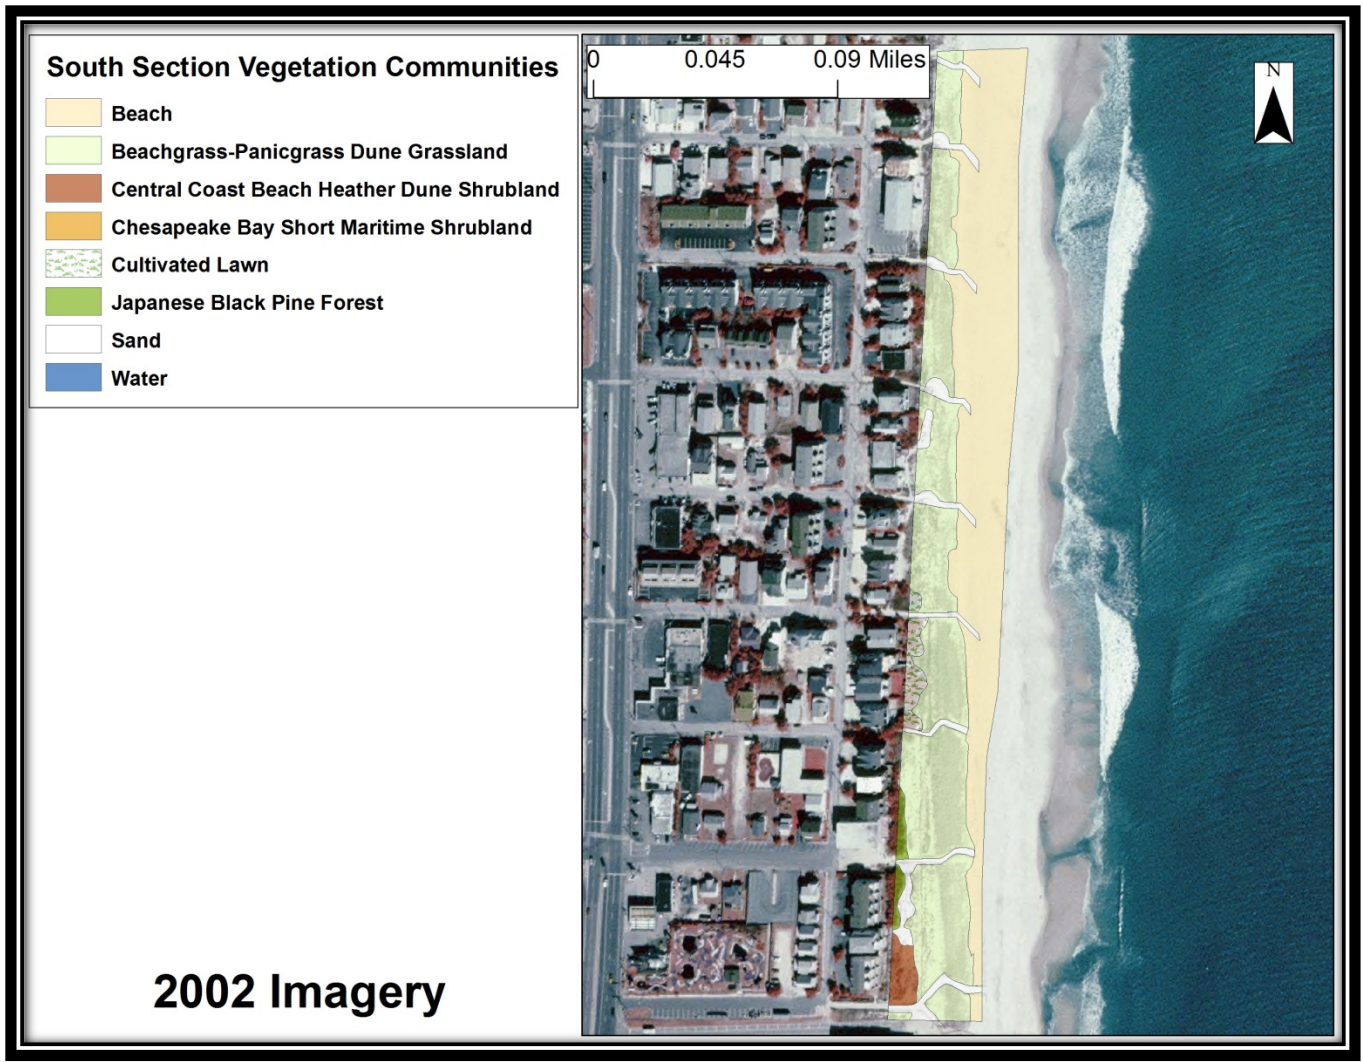 South Section Vegetation Communities
Beach
Beachgrass-Panicgrass Dune Grassland
Central Coast Beach Heather Dune Shrubland
Chesapeake Bay Short Maritime Shrubland
Cultivated Lawn
Japanese Black Pine Forest
Sand
Water
0 0.045 0.09 Miles
N
2002 Imagery